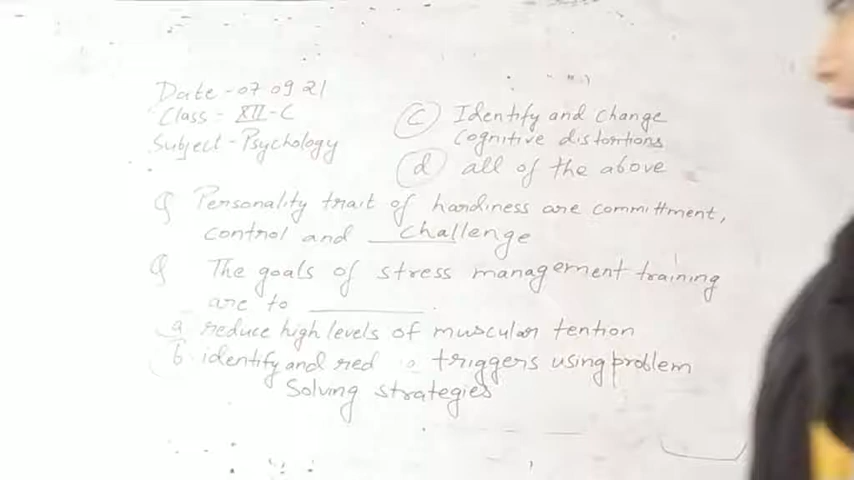 Date - 07 09 21
Class - XII - C
Subject - Psychology
Q Personality trait of hardiness are committment,
control and challenge
Q The goals of stress management training
are to ________.
a reduce high levels of muscular tention
b identify and red triggers using problem
Solving strategies
c Identify and change
cognitive distortions
d all of the above